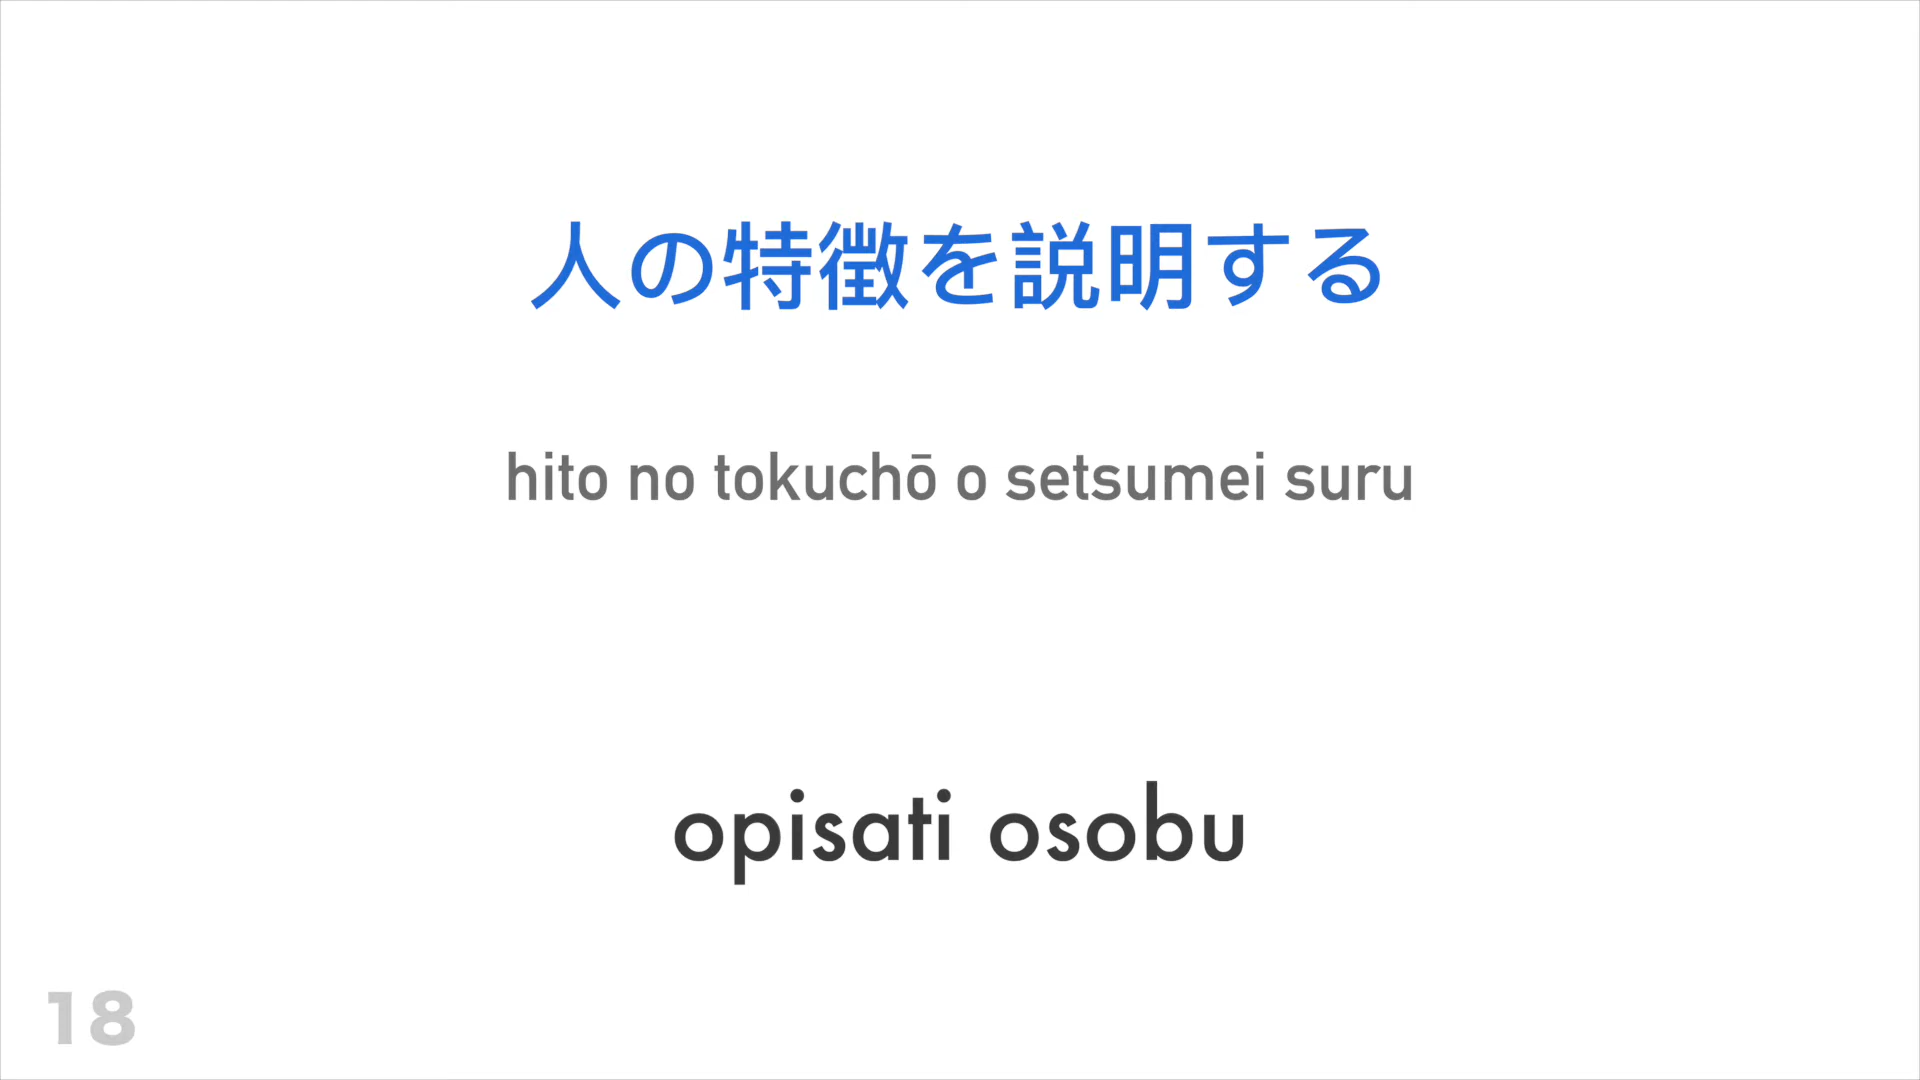 人の特徴を説明する
hito no tokuchō o setsumei suru
opisati osobu
18